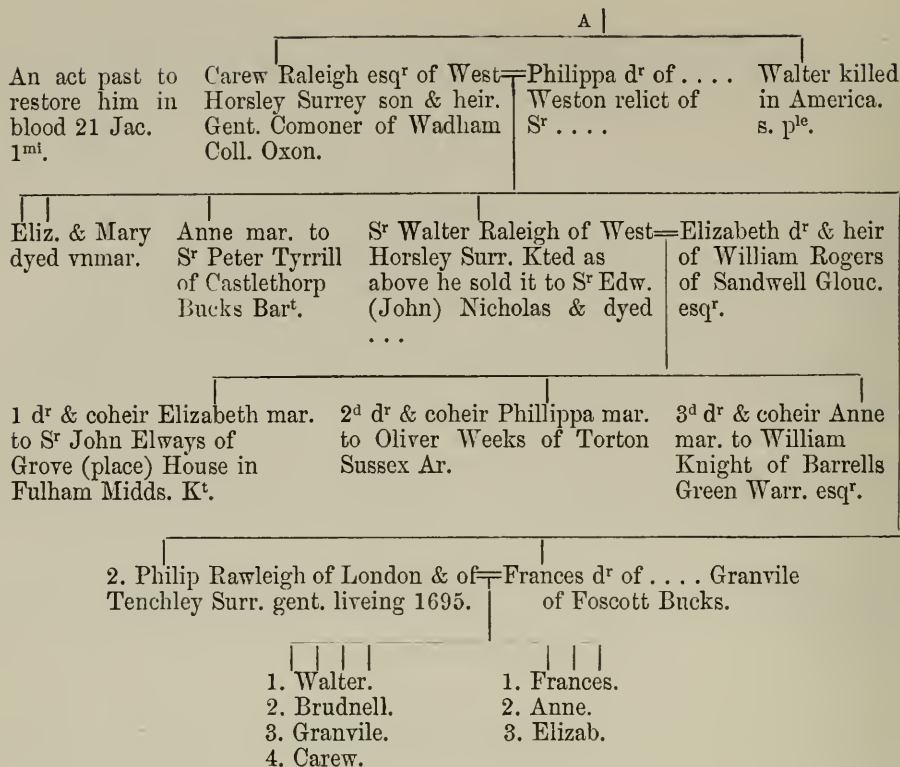 A
An act past to
restore him in
blood 21 Jac.
1mi.
Carew Raleigh esqr of West
Horsley Surrey son & heir.
Gent. Comoner of Wadham
Coll. Oxon.
Philippa dr of . . . .
Weston relict of
Sr . . . .
Walter killed
in America.
s. ple.
Eliz. & Mary
dyed vnmar.
Anne mar. to
Sr Peter Tyrrill
of Castlethorp
Bucks Bart.
Sr Walter Raleigh of West
Horsley Surr. Kted as
above he sold it to Sr Edw.
(John) Nicholas & dyed
. . .
Elizabeth dr & heir
of William Rogers
of Sandwell Glouc.
esqr.
1 dr & coheir Elizabeth mar.
to Sr John Elways of
Grove (place) House in
Fulham Midds. Kt.
2d dr & coheir Phillippa mar.
to Oliver Weeks of Torton
Sussex Ar.
3d dr & coheir Anne
mar. to William
Knight of Barrells
Green Warr. esqr.
2. Philip Rawleigh of London & of
Tenchley Surr. gent. liveing 1695.
Frances dr of . . . . Granvile
of Foscott Bucks.
1. Walter.
2. Brudnell.
3. Granvile.
4. Carew.
1. Frances.
2. Anne.
3. Elizab.